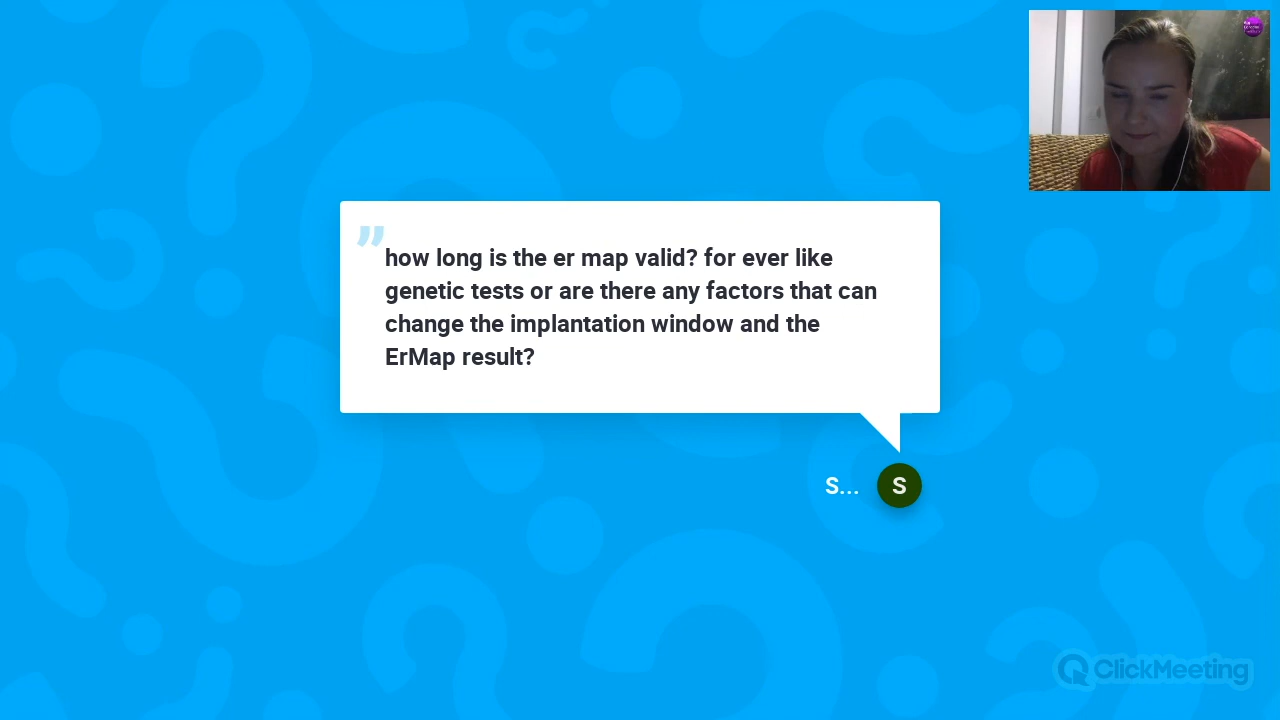 "
how long is the er map valid? for ever like
genetic tests or are there any factors that can
change the implantation window and the
ErMap result?
S...
S
ClickMeeting